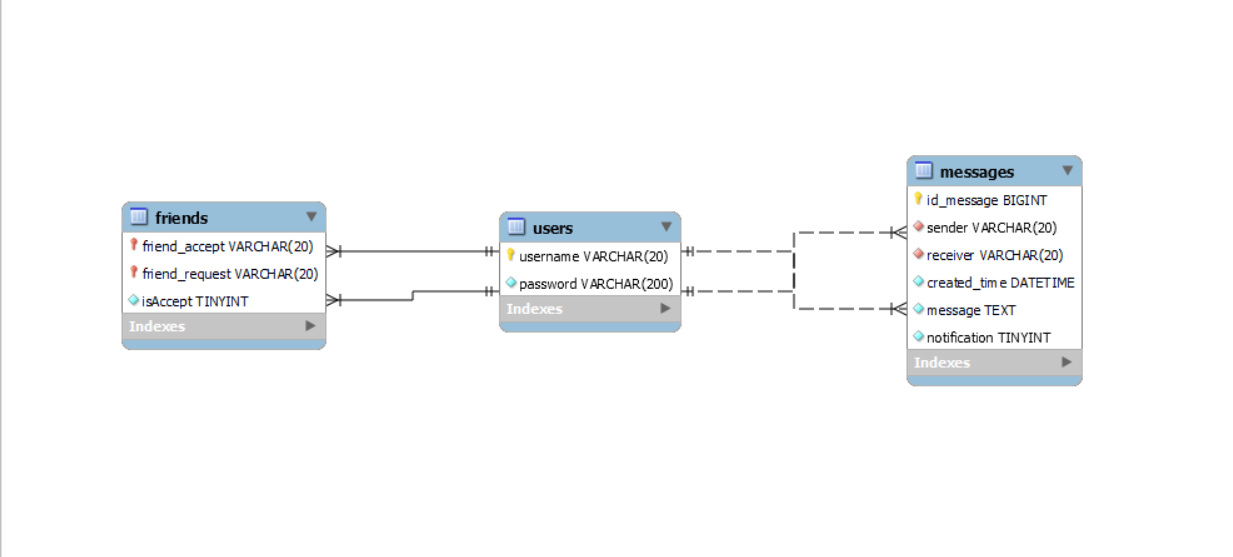 friends
friend_accept VARCHAR(20)
friend_request VARCHAR(20)
isAccept TINYINT
Indexes
users
username VARCHAR(20)
password VARCHAR(200)
Indexes
messages
id_message BIGINT
sender VARCHAR(20)
receiver VARCHAR(20)
created_time DATETIME
message TEXT
notification TINYINT
Indexes